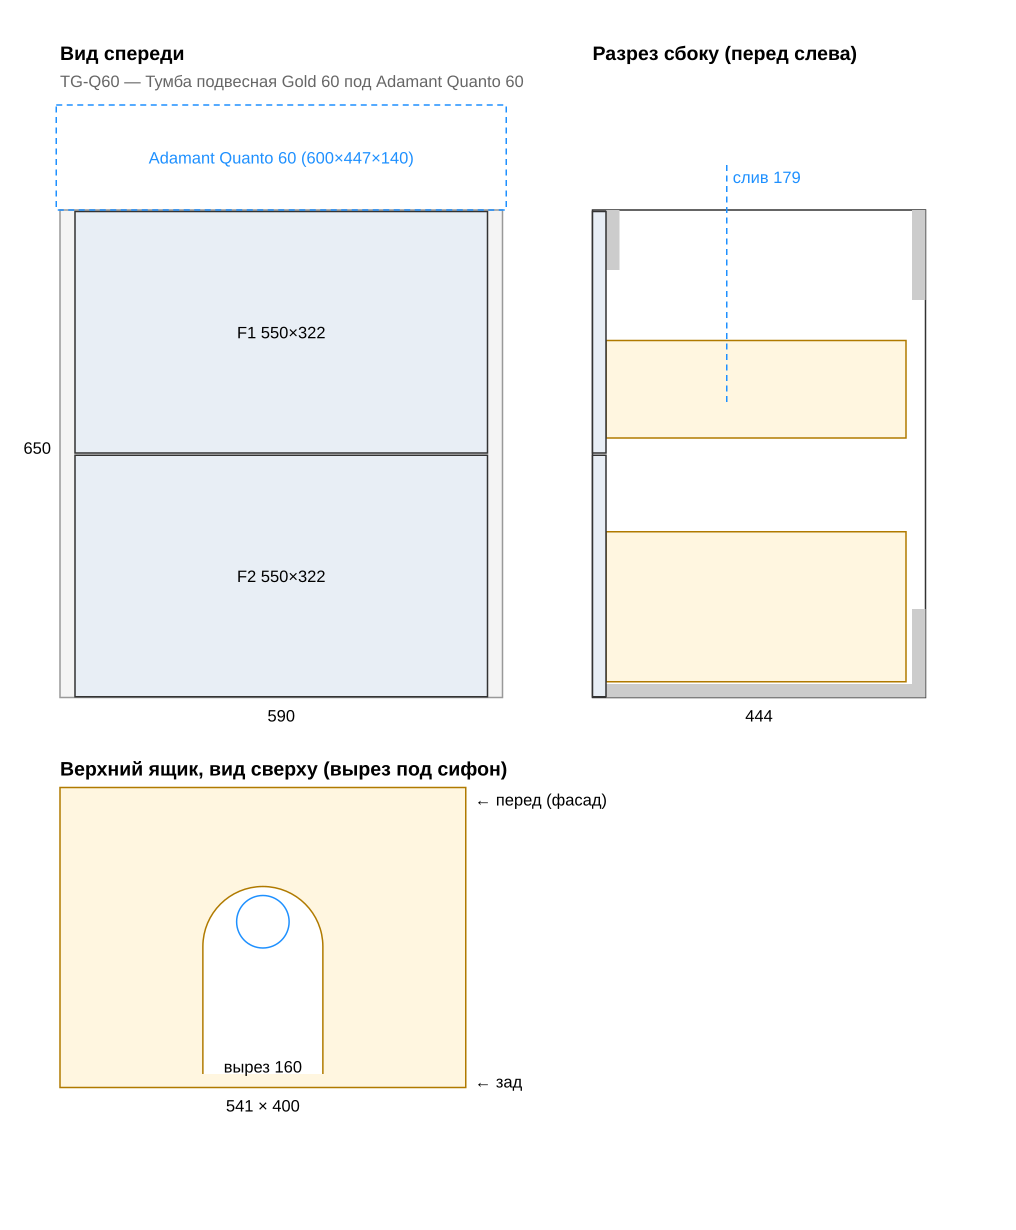 Вид спереди
TG-Q60 — Тумба подвесная Gold 60 под Adamant Quanto 60
Adamant Quanto 60 (600×447×140)
F1 550×322
650
F2 550×322
590
Разрез сбоку (перед слева)
слив 179
444
Верхний ящик, вид сверху (вырез под сифон)
← перед (фасад)
вырез 160
← зад
541 × 400